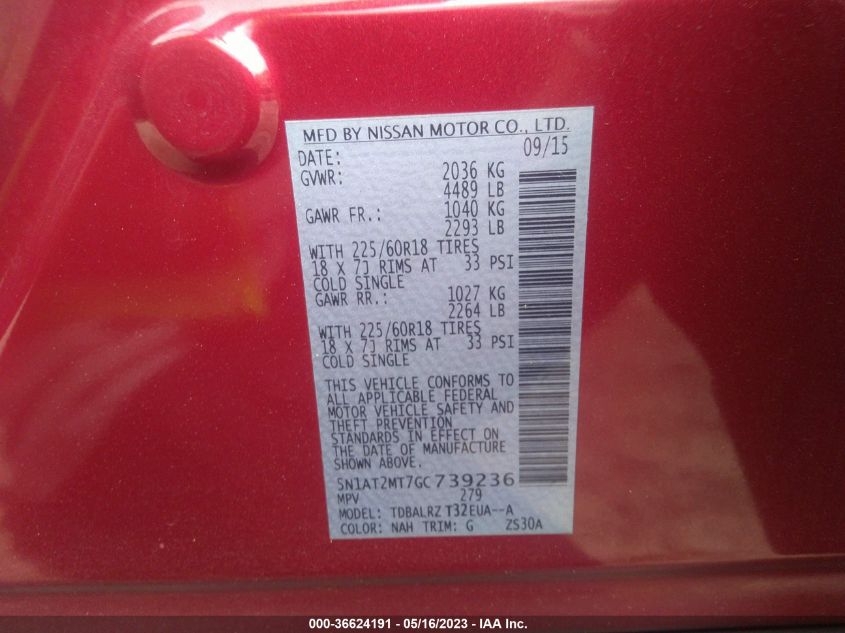 MFD BY NISSAN MOTOR CO., LTD.
DATE: 09/15
GVWR: 2036 KG
4489 LB
GAWR FR.: 1040 KG
2293 LB
WITH 225/60R18 TIRES
18 X 7J RIMS AT 33 PSI
COLD SINGLE
GAWR RR.: 1027 KG
2264 LB
WITH 225/60R18 TIRES
18 X 7J RIMS AT 33 PSI
COLD SINGLE
THIS VEHICLE CONFORMS TO
ALL APPLICABLE FEDERAL
MOTOR VEHICLE SAFETY AND
THEFT PREVENTION
STANDARDS IN EFFECT ON
THE DATE OF MANUFACTURE
SHOWN ABOVE.
5N1AT2MT7GC739236
MPV 279
MODEL: TDBALRZ T32EUA--A
COLOR: NAH TRIM: G ZS30A
000-36624191 - 05/16/2023 - IAA Inc.